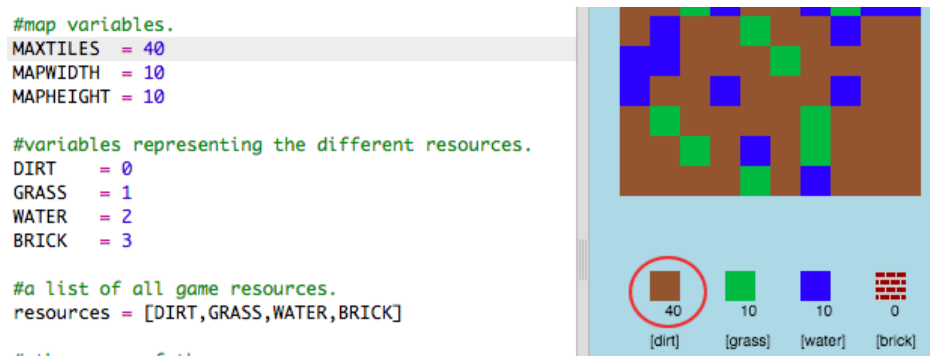 #map variables.
MAXTILES = 40
MAPWIDTH = 10
MAPHEIGHT = 10
#variables representing the different resources.
DIRT = 0
GRASS = 1
WATER = 2
BRICK = 3
#a list of all game resources.
resources = [DIRT,GRASS,WATER,BRICK]
40 10 10 0
[dirt] [grass] [water] [brick]